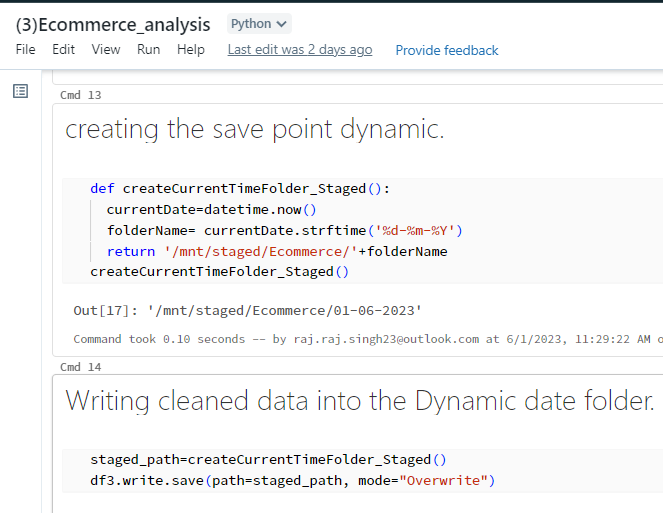 (3)Ecommerce_analysis Python
File Edit View Run Help Last edit was 2 days ago Provide feedback
Cmd 13
creating the save point dynamic.
def createCurrentTimeFolder_Staged():
currentDate=datetime.now()
folderName= currentDate.strftime('%d-%m-%Y')
return '/mnt/staged/Ecommerce/'+folderName
createCurrentTimeFolder_Staged()
Out[17]: '/mnt/staged/Ecommerce/01-06-2023'
Command took 0.10 seconds -- by raj.raj.singh23@outlook.com at 6/1/2023, 11:29:22 AM o
Cmd 14
Writing cleaned data into the Dynamic date folder.
staged_path=createCurrentTimeFolder_Staged()
df3.write.save(path=staged_path, mode="Overwrite")